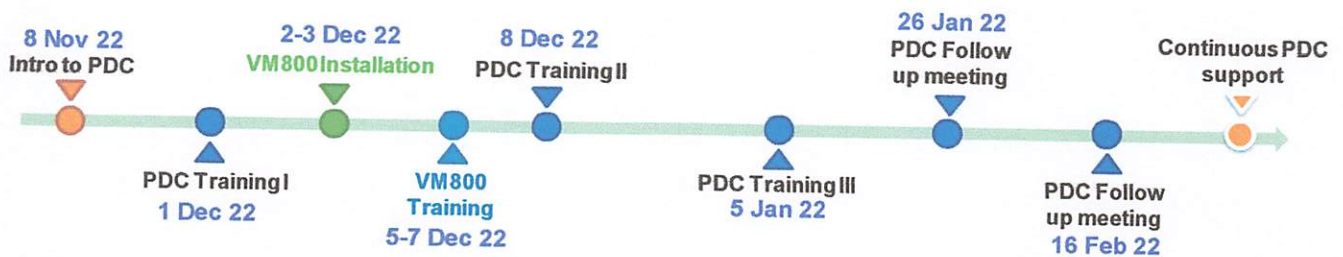 8 Nov 22
Intro to PDC
PDC Training I
1 Dec 22
2-3 Dec 22
VM800 Installation
VM800
Training
5-7 Dec 22
8 Dec 22
PDC Training II
PDC Training III
5 Jan 22
26 Jan 22
PDC Follow
up meeting
PDC Follow
up meeting
16 Feb 22
Continuous PDC
support